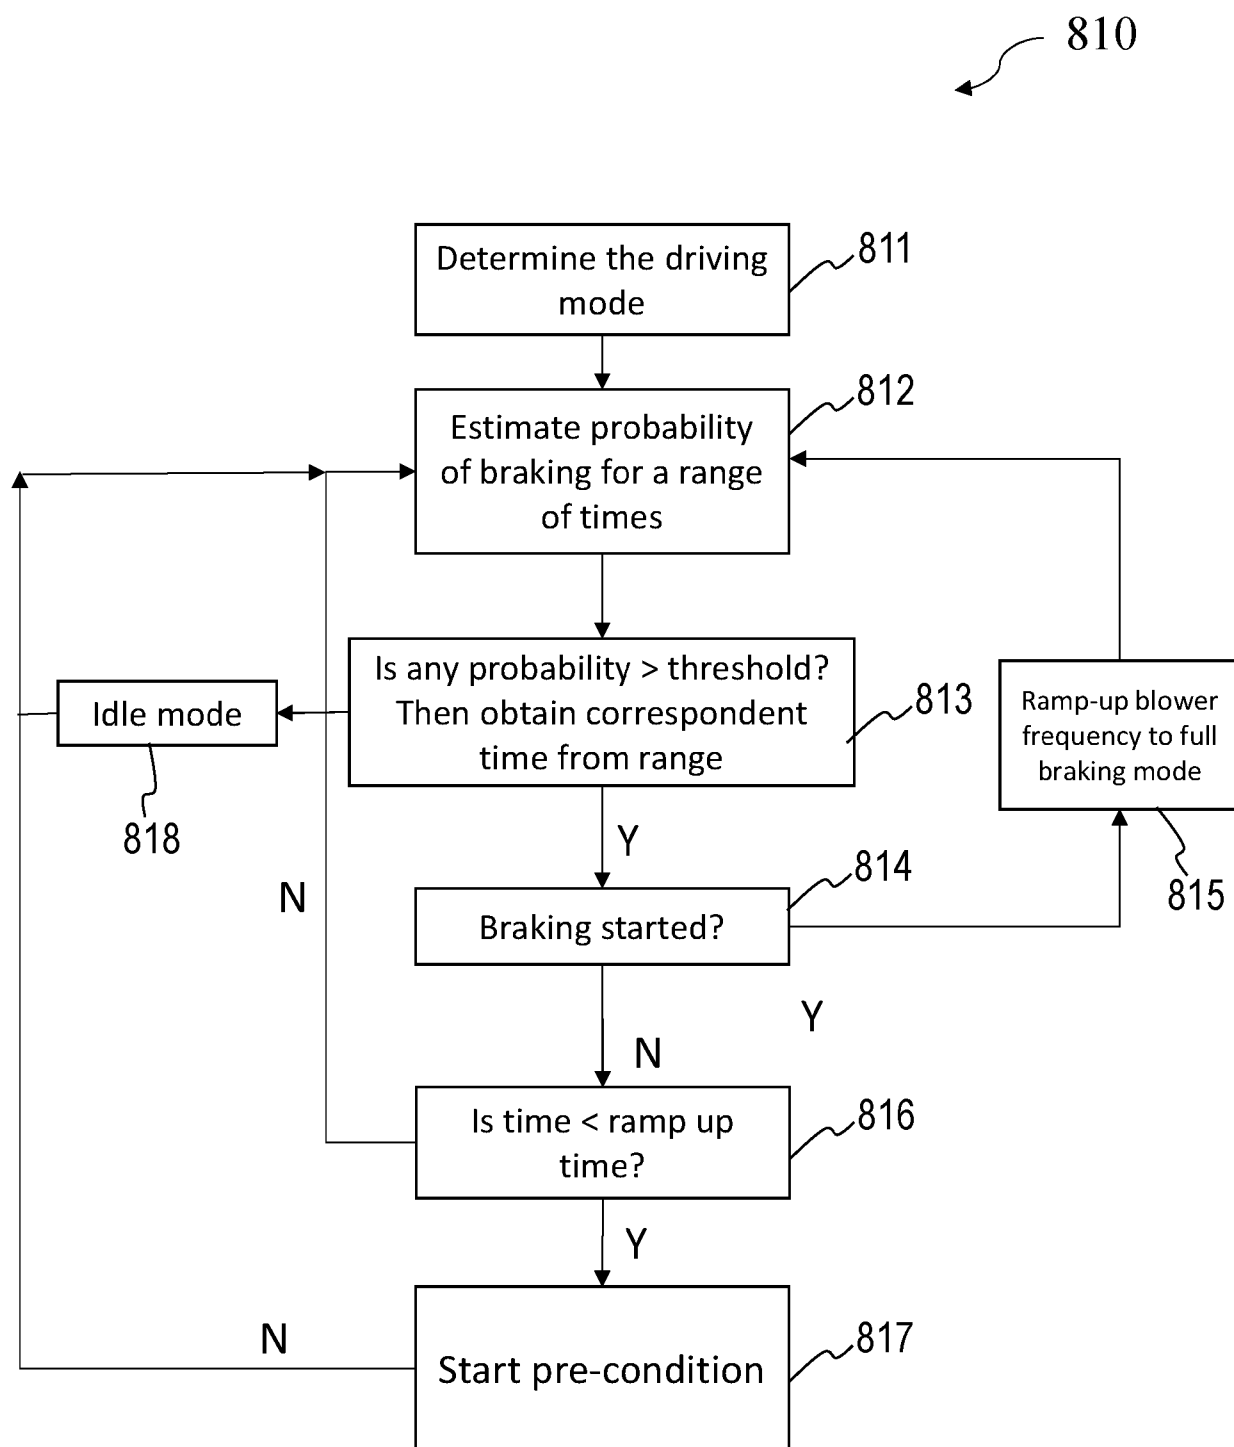 810
Determine the driving
mode
811
Estimate probability
of braking for a range
of times
812
Is any probability > threshold?
Then obtain correspondent
time from range
813
Idle mode
818
Ramp-up blower
frequency to full
braking mode
815
Y
N
Braking started?
814
Y
N
Is time < ramp up
time?
816
Y
N
Start pre-condition
817